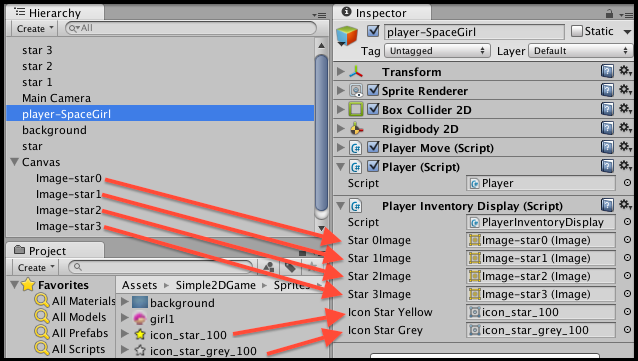 Hierarchy
Create
All
star 3
star 2
star 1
Main Camera
player-SpaceGirl
background
star
Canvas
Image-star0
Image-star1
Image-star2
Image-star3
Project
Create
Favorites
All Materials
All Models
All Prefabs
All Scripts
Assets Simple2DGame Sprites
background
girl1
icon_star_100
icon_star_grey_100
Inspector
player-SpaceGirl Static
Tag Untagged Layer Default
Transform
Sprite Renderer
Box Collider 2D
Rigidbody 2D
Player Move (Script)
Player (Script)
Script Player
Player Inventory Display (Script)
Script PlayerInventoryDisplay
Star 0Image Image-star0 (Image)
Star 1Image Image-star1 (Image)
Star 2Image Image-star2 (Image)
Star 3Image Image-star3 (Image)
Icon Star Yellow icon_star_100
Icon Star Grey icon_star_grey_100